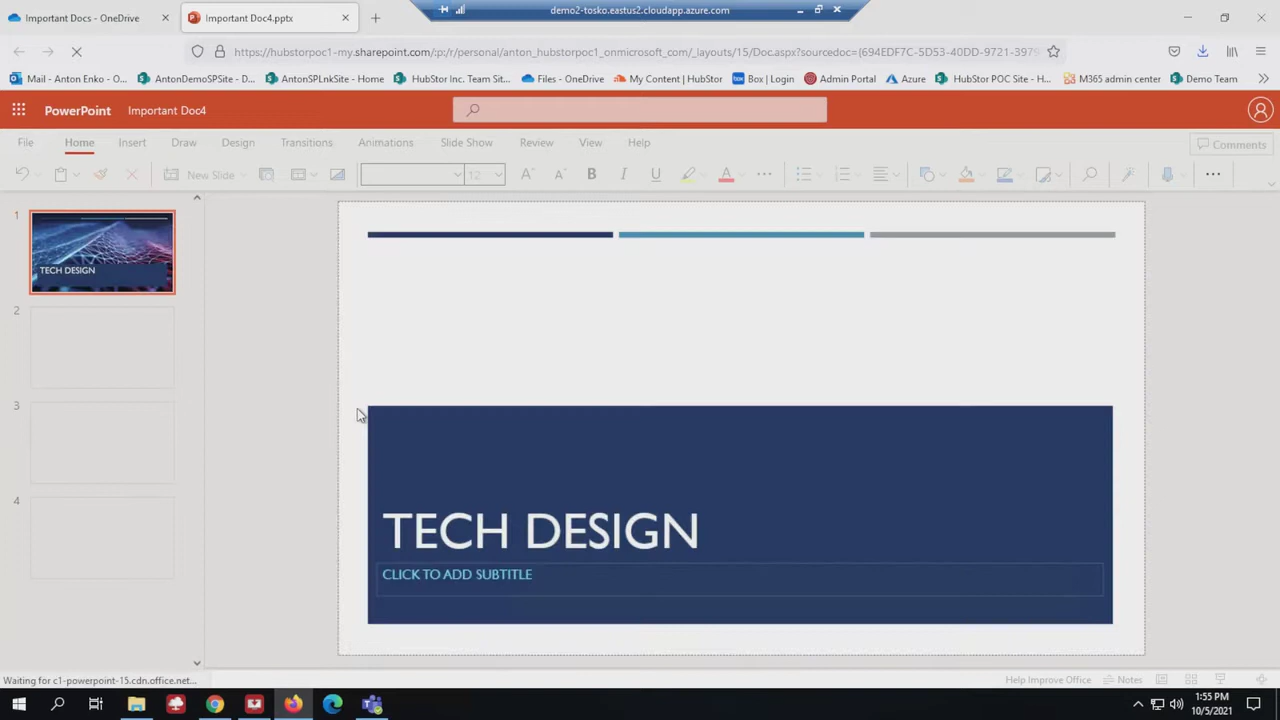 demo2-tosko.eastus2.cloudapp.azure.com
Important Docs - OneDrive
Important Doc4.pptx
https://hubstorpoc1-my.sharepoint.com/:p:/r/personal/anton_hubstorpoc1_onmicrosoft_com/_layouts/15/Doc.aspx?sourcedoc={694EDF7C-5D53-40DD-9721-3979
Mail - Anton Enko - O...
AntonDemoSPSite - D...
AntonSPLnkSite - Home
HubStor Inc. Team Sit...
Files - OneDrive
My Content | HubStor
Box | Login
Admin Portal
Azure
HubStor POC Site - H...
M365 admin center
Demo Team
PowerPoint
Important Doc4
File
Home
Insert
Draw
Design
Transitions
Animations
Slide Show
Review
View
Help
Comments
New Slide
12
B
I
U
1
TECH DESIGN
2
3
4
TECH DESIGN
CLICK TO ADD SUBTITLE
Waiting for c1-powerpoint-15.cdn.office.net...
Help Improve Office
Notes
1:55 PM
10/5/2021